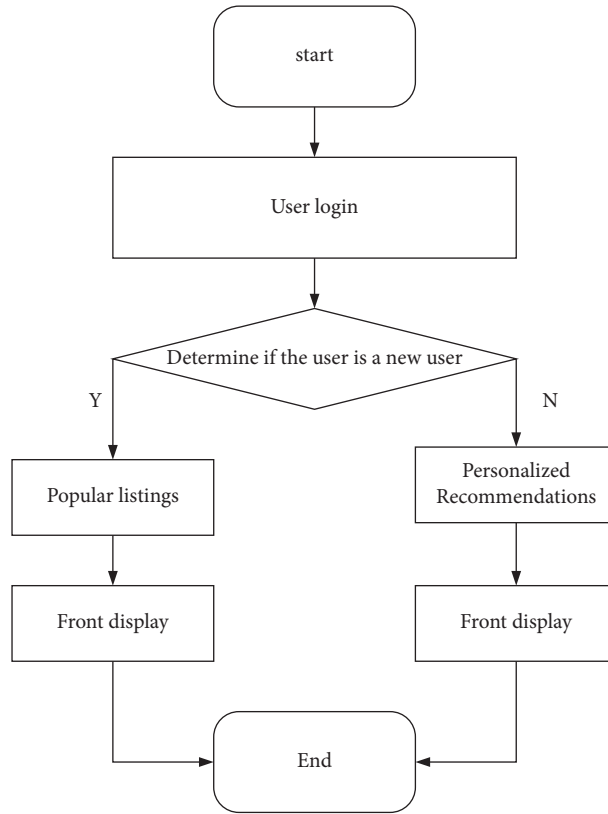 start
User login
Determine if the user is a new user
Y
N
Popular listings
Personalized
Recommendations
Front display
Front display
End